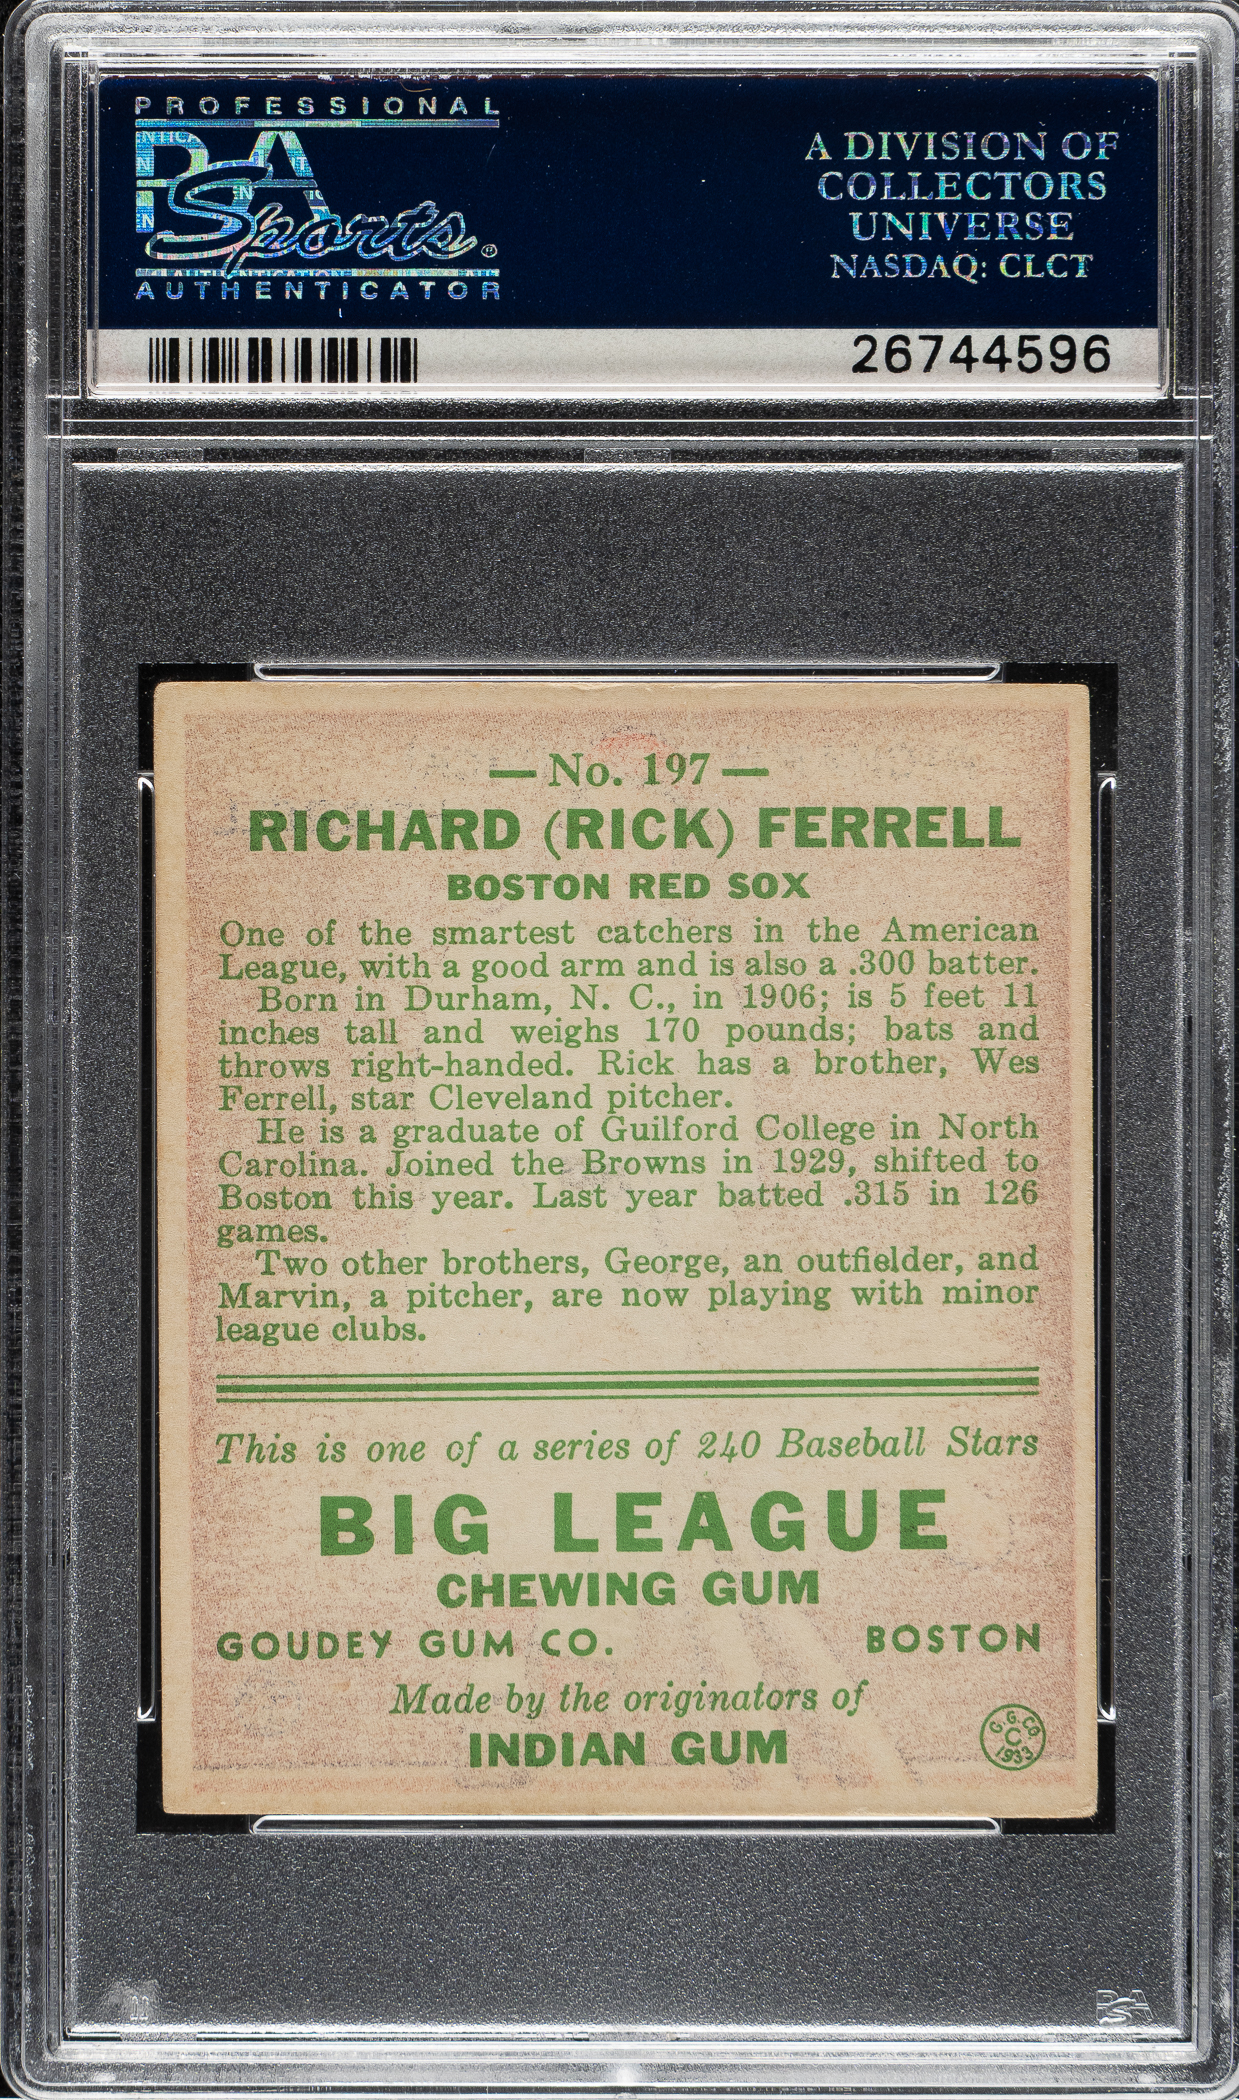 PROFESSIONAL
PSA
Sports®
AUTHENTICATOR
A DIVISION OF
COLLECTORS
UNIVERSE
NASDAQ: CLCT
26744596
— No. 197 —
RICHARD (RICK) FERRELL
BOSTON RED SOX
One of the smartest catchers in the American
League, with a good arm and is also a .300 batter.
Born in Durham, N. C., in 1906; is 5 feet 11
inches tall and weighs 170 pounds; bats and
throws right-handed. Rick has a brother, Wes
Ferrell, star Cleveland pitcher.
He is a graduate of Guilford College in North
Carolina. Joined the Browns in 1929, shifted to
Boston this year. Last year batted .315 in 126
games.
Two other brothers, George, an outfielder, and
Marvin, a pitcher, are now playing with minor
league clubs.
This is one of a series of 240 Baseball Stars
BIG LEAGUE
CHEWING GUM
GOUDEY GUM CO. BOSTON
Made by the originators of
INDIAN GUM
G.G.CO
C
1933
PSA